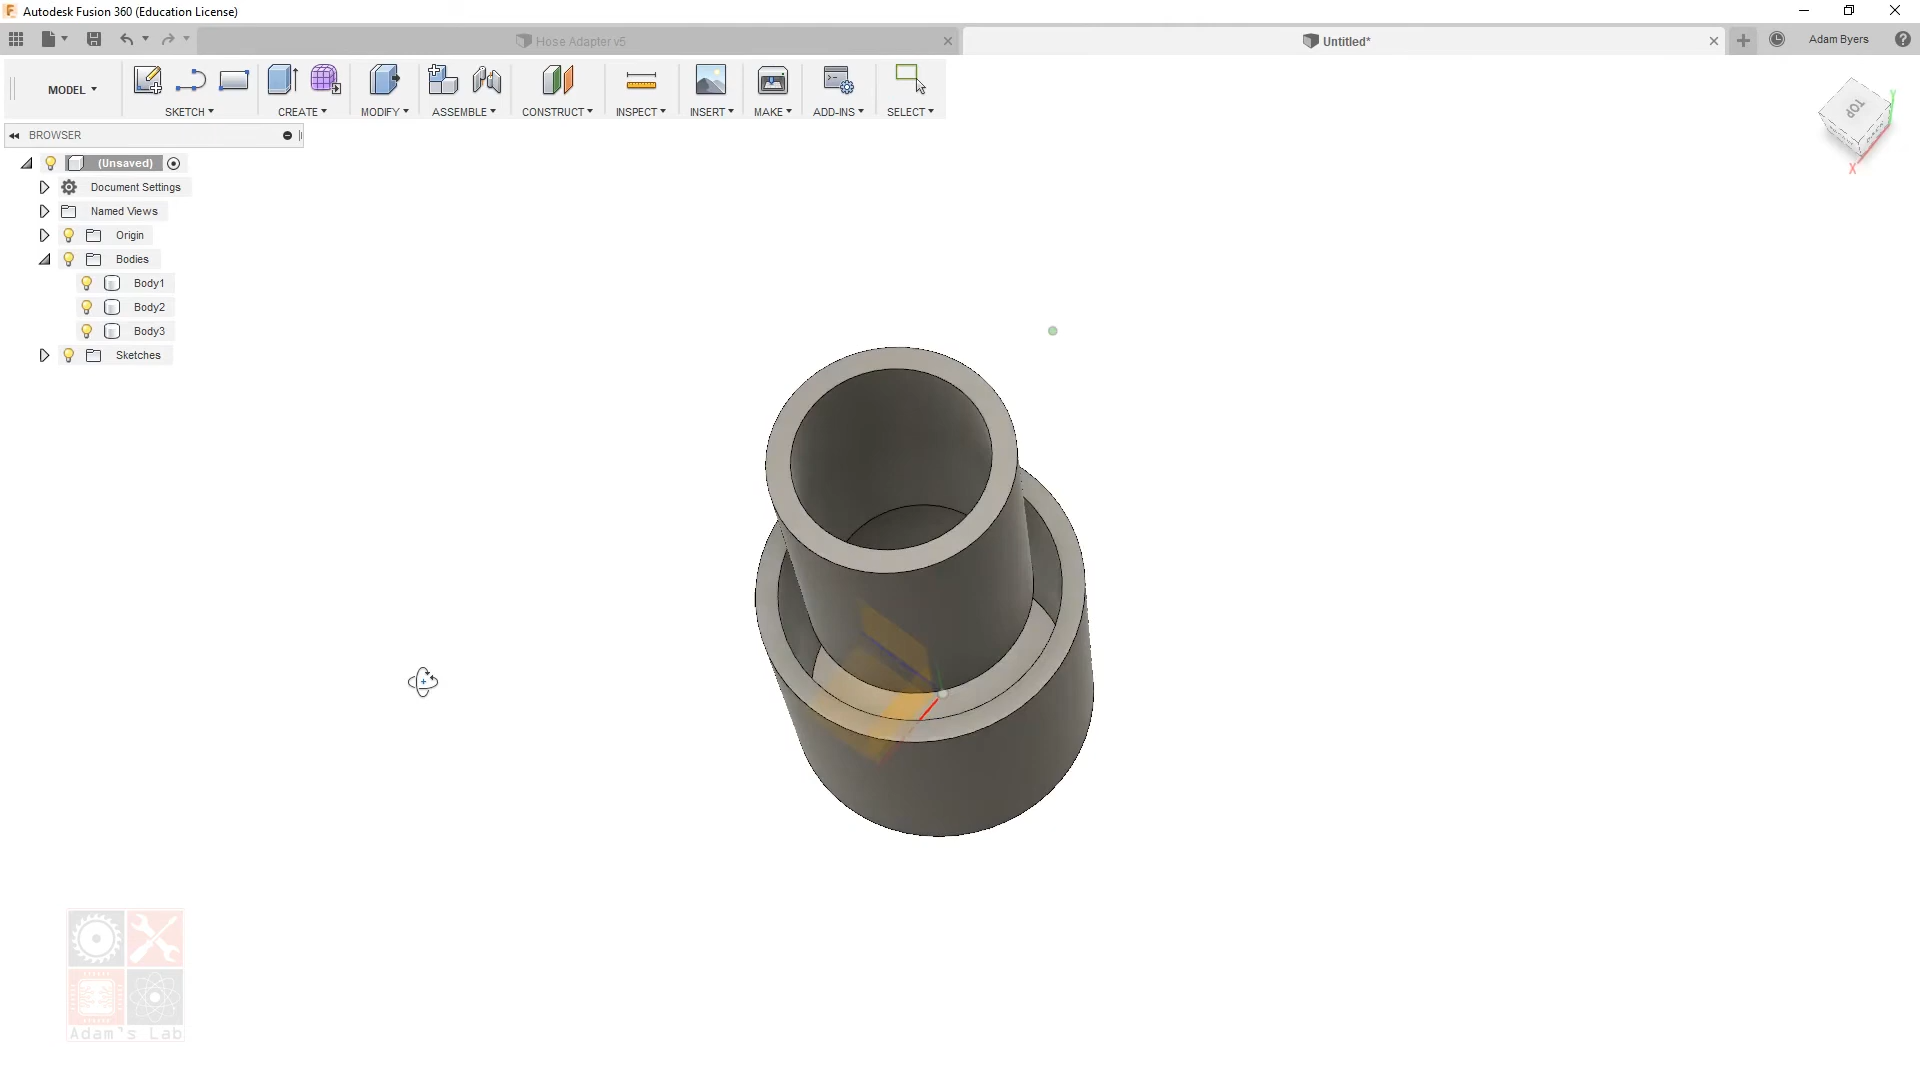 Autodesk Fusion 360 (Education License)
Hose Adapter v5
Untitled*
Adam Byers
MODEL
SKETCH
CREATE
MODIFY
ASSEMBLE
CONSTRUCT
INSPECT
INSERT
MAKE
ADD-INS
SELECT
TOP
Y
X
BROWSER
(Unsaved)
Document Settings
Named Views
Origin
Bodies
Body1
Body2
Body3
Sketches
Adam's Lab